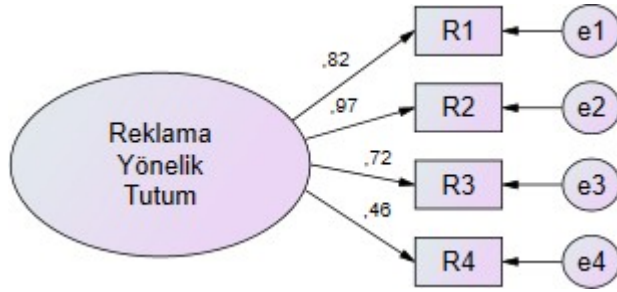 Reklama
Yönelik
Tutum
,82
,97
,72
,46
R1
R2
R3
R4
e1
e2
e3
e4